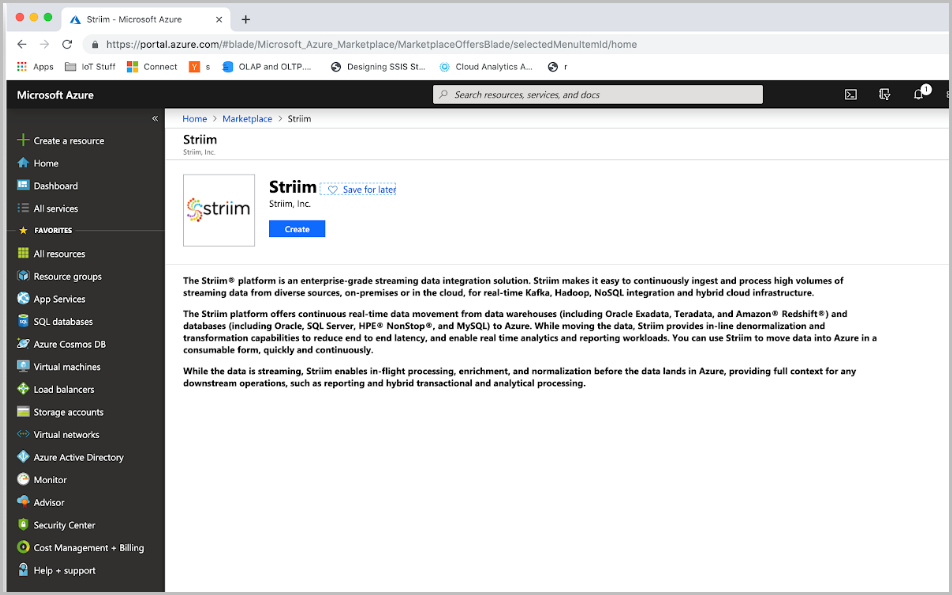 Striim - Microsoft Azure
https://portal.azure.com/#blade/Microsoft_Azure_Marketplace/MarketplaceOffersBlade/selectedMenuItemId/home
Apps IoT Stuff Connect Y s OLAP and OLTP.... Designing SSIS St... Cloud Analytics A... r
Microsoft Azure
Search resources, services, and docs
1
Home > Marketplace > Striim
Striim
Striim, Inc.
striim
Striim
Save for later
Striim, Inc.
Create
The Striim® platform is an enterprise-grade streaming data integration solution. Striim makes it easy to continuously ingest and process high volumes of
streaming data from diverse sources, on-premises or in the cloud, for real-time Kafka, Hadoop, NoSQL integration and hybrid cloud infrastructure.
The Striim platform offers continuous real-time data movement from data warehouses (including Oracle Exadata, Teradata, and Amazon® Redshift®) and
databases (including Oracle, SQL Server, HPE® NonStop®, and MySQL) to Azure. While moving the data, Striim provides in-line denormalization and
transformation capabilities to reduce end to end latency, and enable real time analytics and reporting workloads. You can use Striim to move data into Azure in a
consumable form, quickly and continuously.
While the data is streaming, Striim enables in-flight processing, enrichment, and normalization before the data lands in Azure, providing full context for any
downstream operations, such as reporting and hybrid transactional and analytical processing.
Create a resource
Home
Dashboard
All services
FAVORITES
All resources
Resource groups
App Services
SQL databases
Azure Cosmos DB
Virtual machines
Load balancers
Storage accounts
Virtual networks
Azure Active Directory
Monitor
Advisor
Security Center
Cost Management + Billing
Help + support